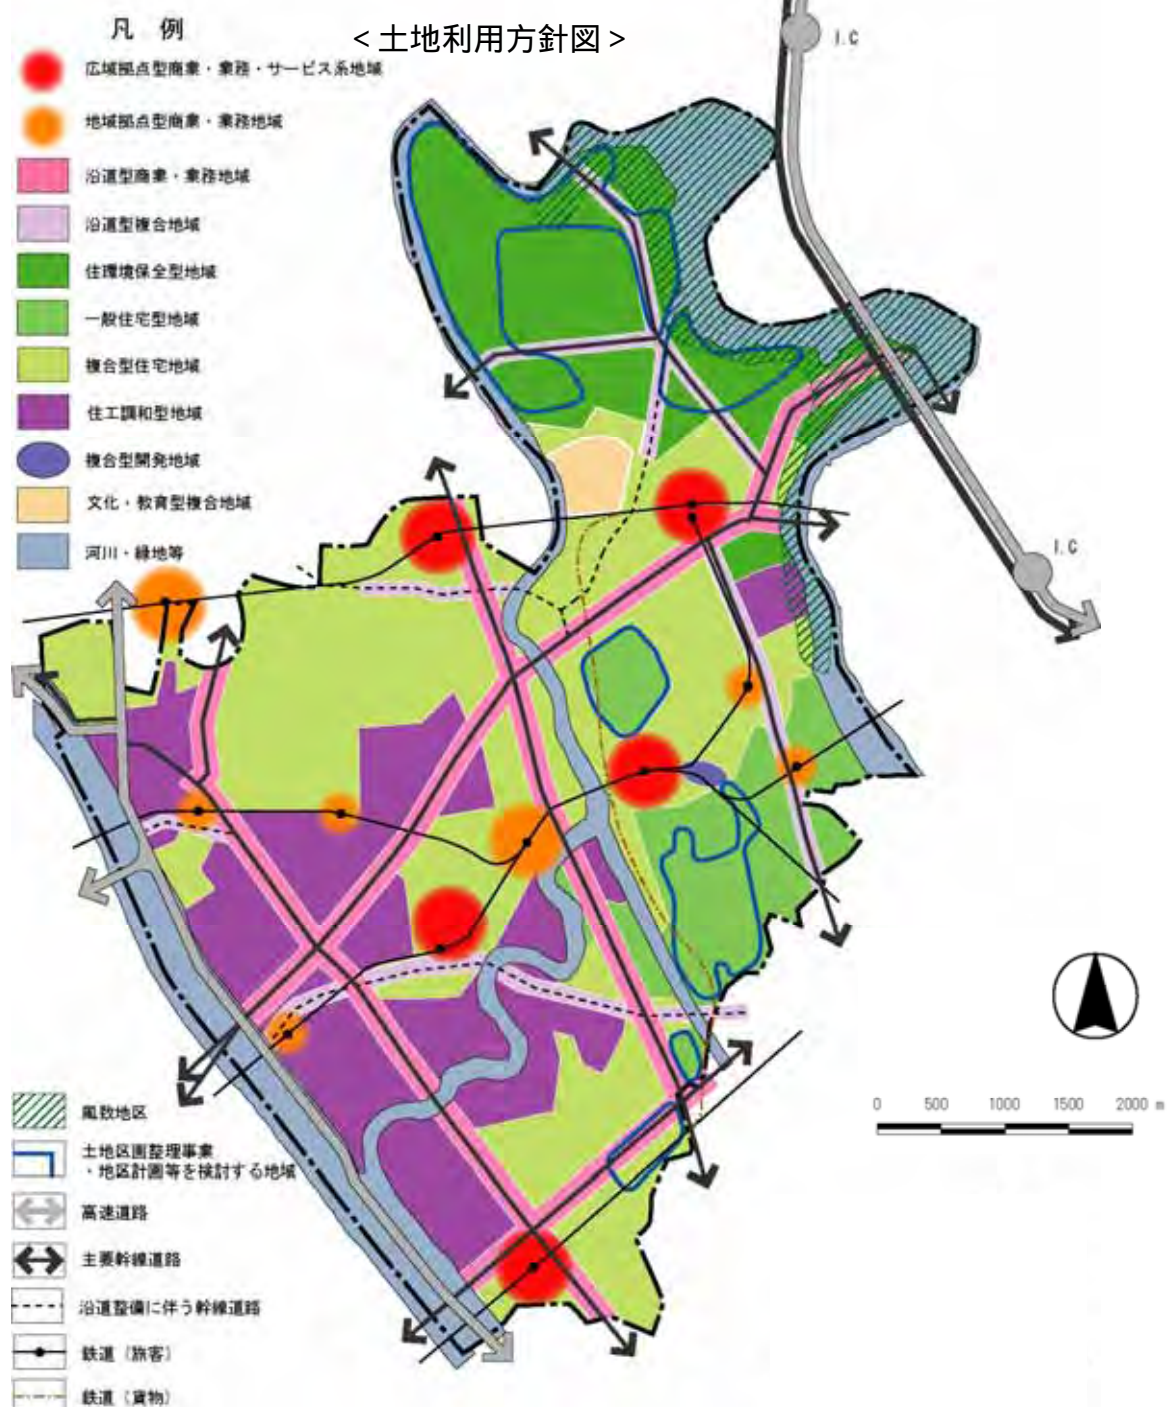 凡 例
＜土地利用方針図＞
広域拠点型商業・業務・サービス系地域
地域拠点型商業・業務地域
沿道型商業・業務地域
沿道型複合地域
住環境保全型地域
一般住宅型地域
複合型住宅地域
住工調和型地域
複合型開発地域
文化・教育型複合地域
河川・緑地等
I.C
I.C
風致地区
土地区画整理事業
・地区計画等を検討する地域
高速道路
主要幹線道路
沿道整備に伴う幹線道路
鉄道（旅客）
鉄道（貨物）
0 500 1000 1500 2000 m